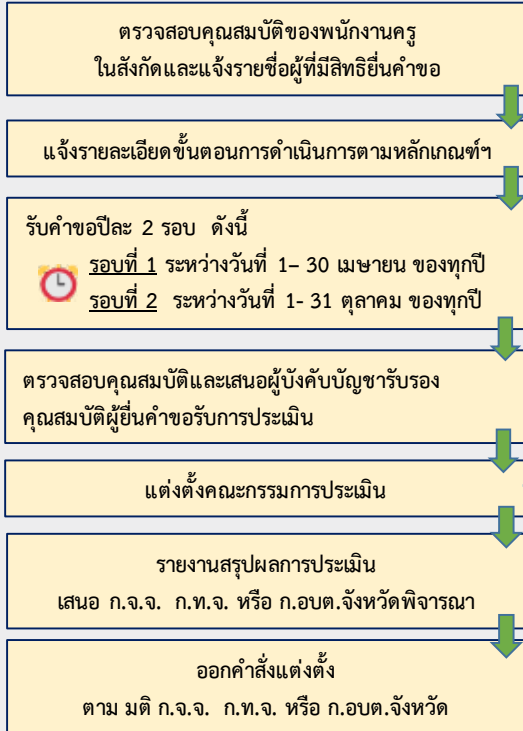 ตรวจสอบคุณสมบัติของพนักงานครู
ในสังกัดและแจ้งรายชื่อผู้ที่มีสิทธิยื่นคำขอ
แจ้งรายละเอียดขั้นตอนการดำเนินการตามหลักเกณฑ์ฯ
รับคำขอปีละ 2 รอบ ดังนี้
รอบที่ 1 ระหว่างวันที่ 1– 30 เมษายน ของทุกปี
รอบที่ 2 ระหว่างวันที่ 1- 31 ตุลาคม ของทุกปี
ตรวจสอบคุณสมบัติและเสนอผู้บังคับบัญชารับรอง
คุณสมบัติผู้ยื่นคำขอรับการประเมิน
แต่งตั้งคณะกรรมการประเมิน
รายงานสรุปผลการประเมิน
เสนอ ก.จ.จ. ก.ท.จ. หรือ ก.อบต.จังหวัดพิจารณา
ออกคำสั่งแต่งตั้ง
ตาม มติ ก.จ.จ. ก.ท.จ. หรือ ก.อบต.จังหวัด